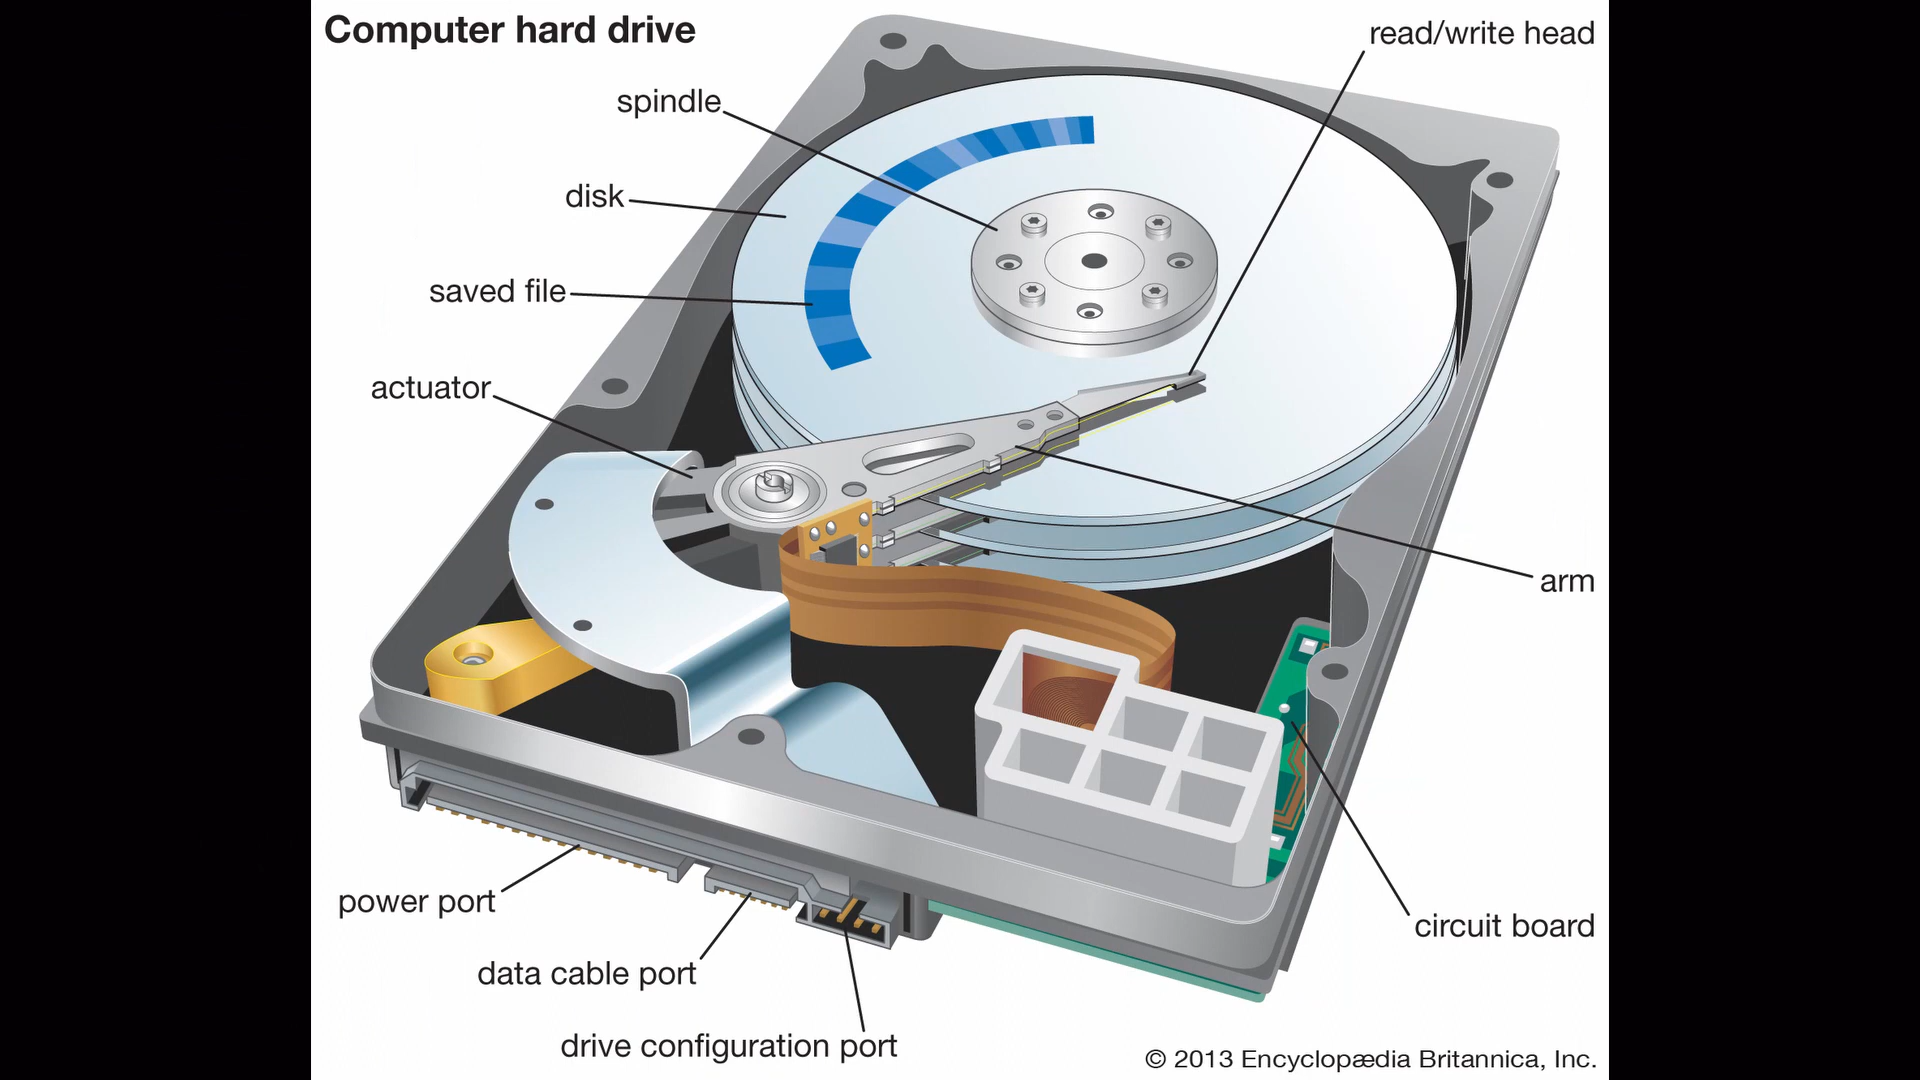 Computer hard drive
read/write head
spindle
disk
saved file
actuator
arm
power port
circuit board
data cable port
drive configuration port
© 2013 Encyclopædia Britannica, Inc.